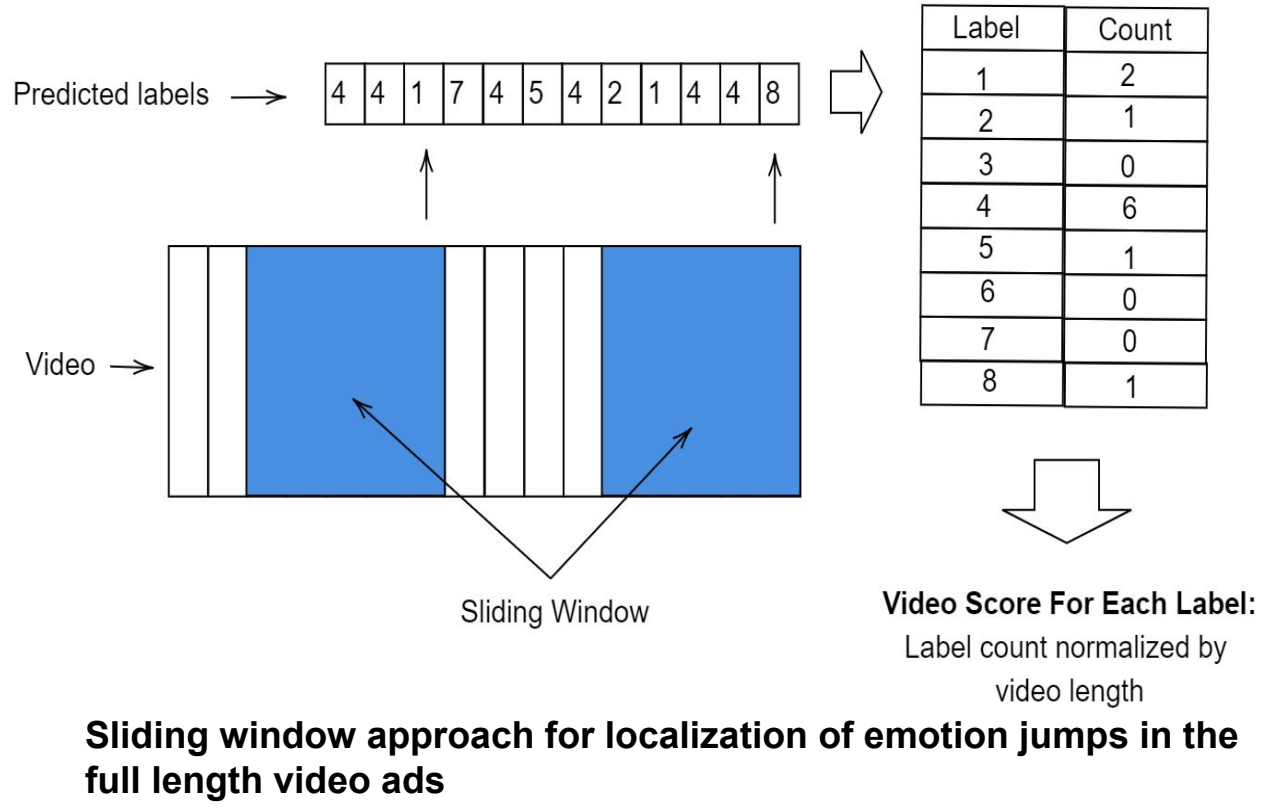 Predicted labels
4 4 1 7 4 5 4 2 1 4 4 8
Label Count
1 2
2 1
3 0
4 6
5 1
6 0
7 0
8 1
Video
Sliding Window
Video Score For Each Label:
Label count normalized by
video length
Sliding window approach for localization of emotion jumps in the
full length video ads